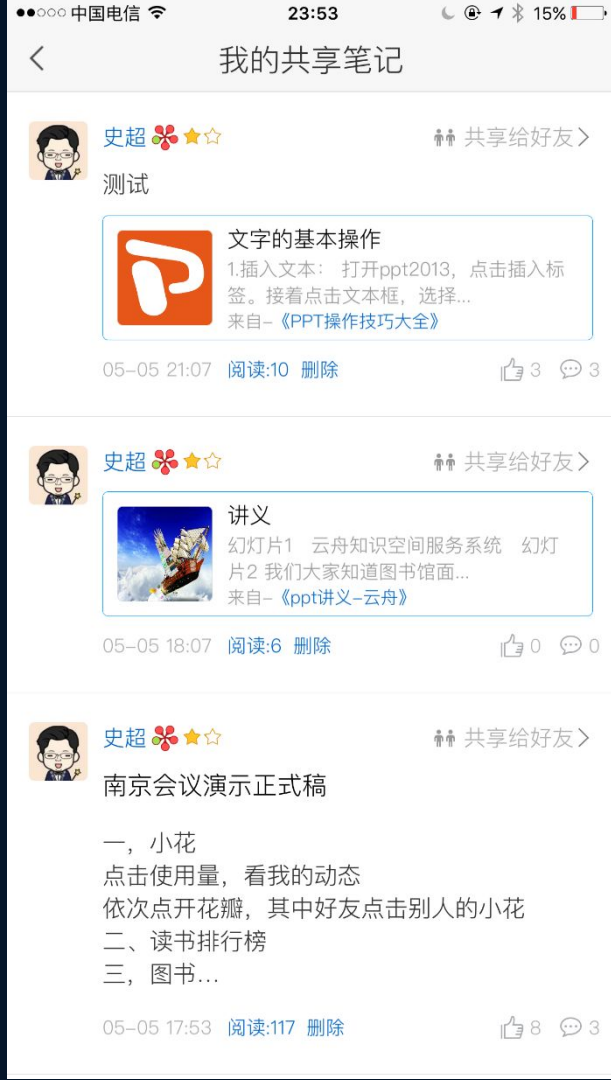 中国电信 23:53 15%
我的共享笔记
史超 共享给好友
测试
文字的基本操作
1.插入文本： 打开ppt2013，点击插入标
签。接着点击文本框，选择...
来自-《PPT操作技巧大全》
05-05 21:07 阅读:10 删除 3 3
史超 共享给好友
讲义
幻灯片1 云舟知识空间服务系统 幻灯
片2 我们大家知道图书馆面...
来自-《ppt讲义-云舟》
05-05 18:07 阅读:6 删除 0 0
史超 共享给好友
南京会议演示正式稿
一，小花
点击使用量，看我的动态
依次点开花瓣，其中好友点击别人的小花
二、读书排行榜
三，图书...
05-05 17:53 阅读:117 删除 8 3